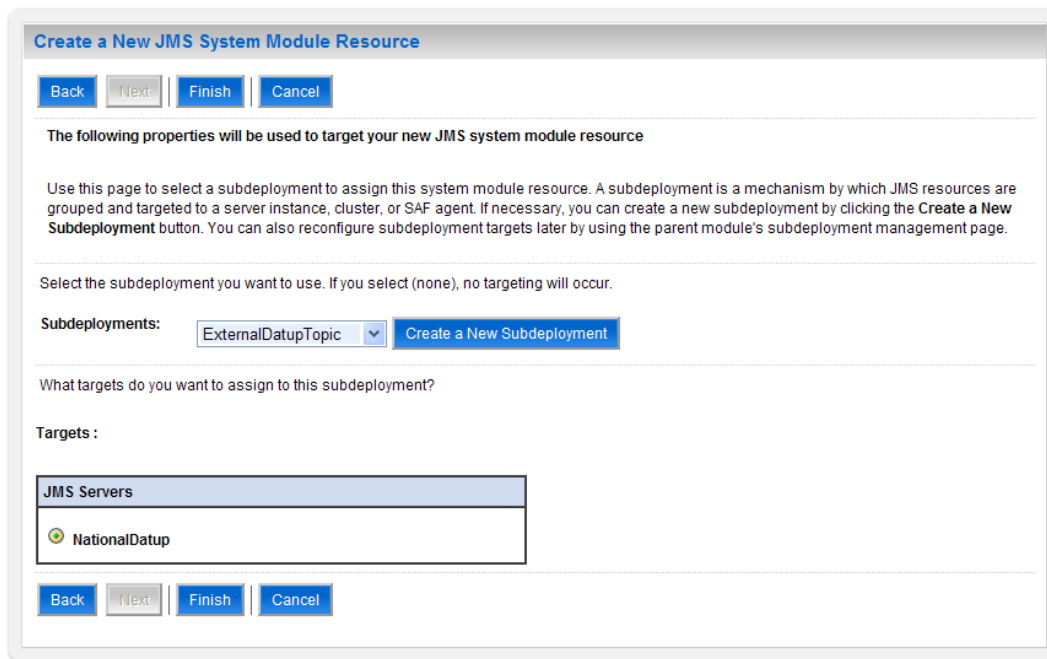 Create a New JMS System Module Resource
Back Next Finish Cancel
The following properties will be used to target your new JMS system module resource
Use this page to select a subdeployment to assign this system module resource. A subdeployment is a mechanism by which JMS resources are
grouped and targeted to a server instance, cluster, or SAF agent. If necessary, you can create a new subdeployment by clicking the Create a New
Subdeployment button. You can also reconfigure subdeployment targets later by using the parent module's subdeployment management page.
Select the subdeployment you want to use. If you select (none), no targeting will occur.
Subdeployments: ExternalDatupTopic Create a New Subdeployment
What targets do you want to assign to this subdeployment?
Targets :
JMS Servers
NationalDatup
Back Next Finish Cancel